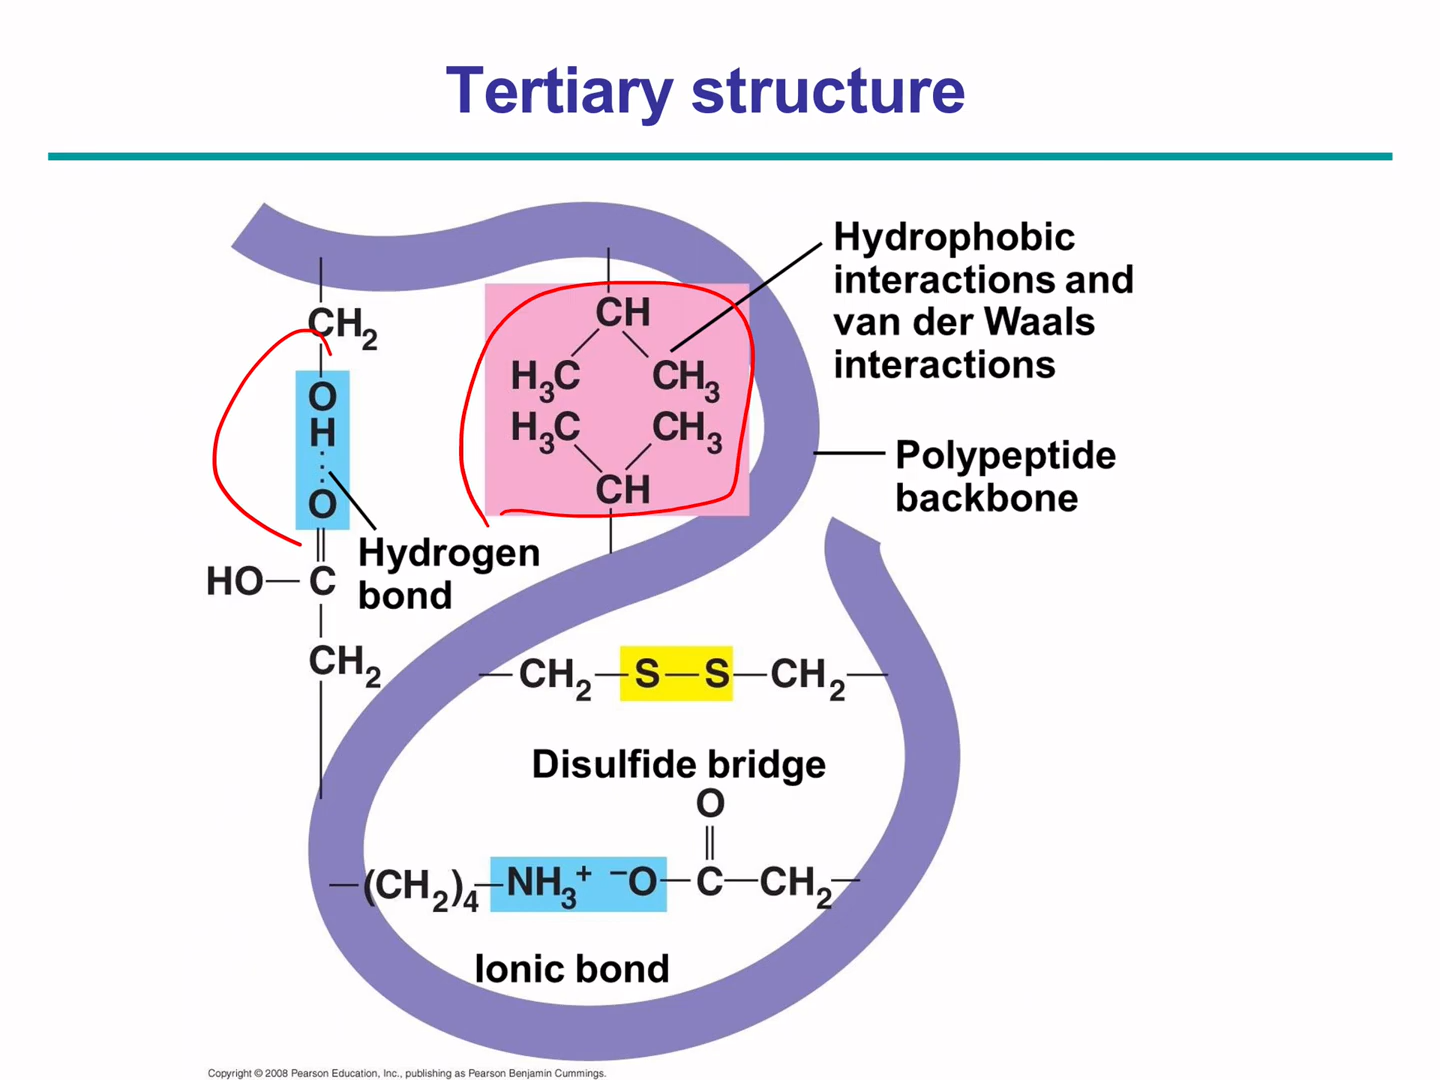 Tertiary structure
Hydrophobic
interactions and
van der Waals
interactions
CH
CH₂
H₃C CH₃
O
H
H₃C CH₃
CH
O
Polypeptide
backbone
Hydrogen
bond
HO—C
CH₂
—CH₂—S—S—CH₂—
Disulfide bridge
O
—(CH₂)₄—NH₃⁺ ⁻O—C—CH₂—
Ionic bond
Copyright © 2008 Pearson Education, Inc., publishing as Pearson Benjamin Cummings.